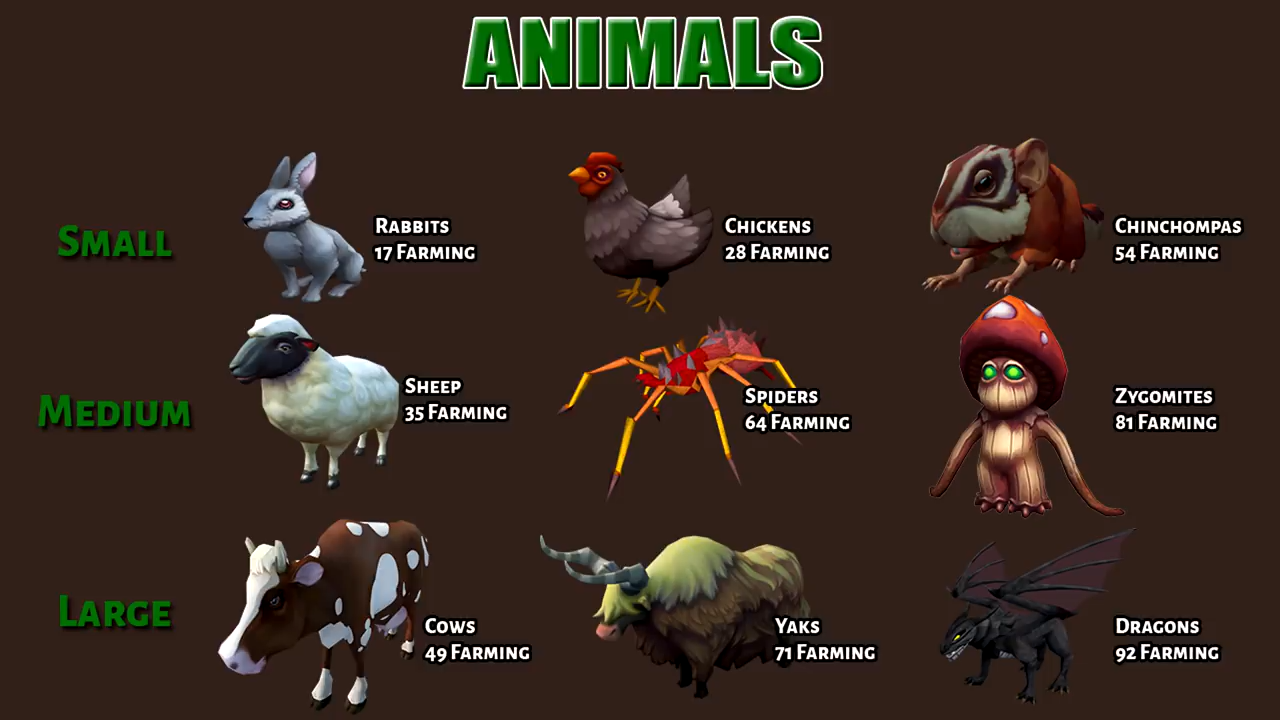 ANIMALS
SMALL
RABBITS
17 FARMING
CHICKENS
28 FARMING
CHINCHOMPAS
54 FARMING
MEDIUM
SHEEP
35 FARMING
SPIDERS
64 FARMING
ZYGOMITES
81 FARMING
LARGE
COWS
49 FARMING
YAKS
71 FARMING
DRAGONS
92 FARMING